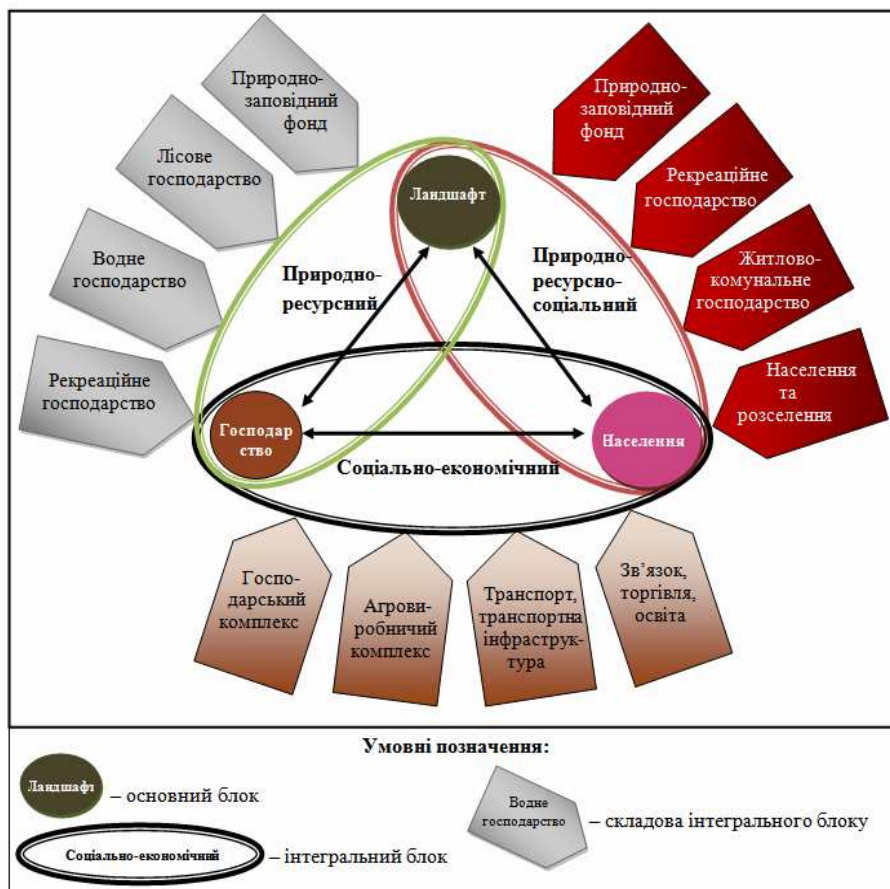 Природно-
заповідний
фонд
Лісове
господарство
Водне
господарство
Рекреаційне
господарство
Природно-
заповідний
фонд
Рекреаційне
господарство
Житлово-
комунальне
господарство
Населення
та
розселення
Ландшафт
Природно-
ресурсний
Природно-
ресурсно-
соціальний
Господар
ство
Населення
Соціально-економічний
Госпо-
дарський
комплекс
Агрови-
робничий
комплекс
Транспорт,
транспортна
інфраструк-
тура
Зв’язок,
торгівля,
освіта
Умовні позначення:
Ландшафт
– основний блок
Соціально-економічний
– інтегральний блок
Водне
господарство
– складова інтегрального блоку